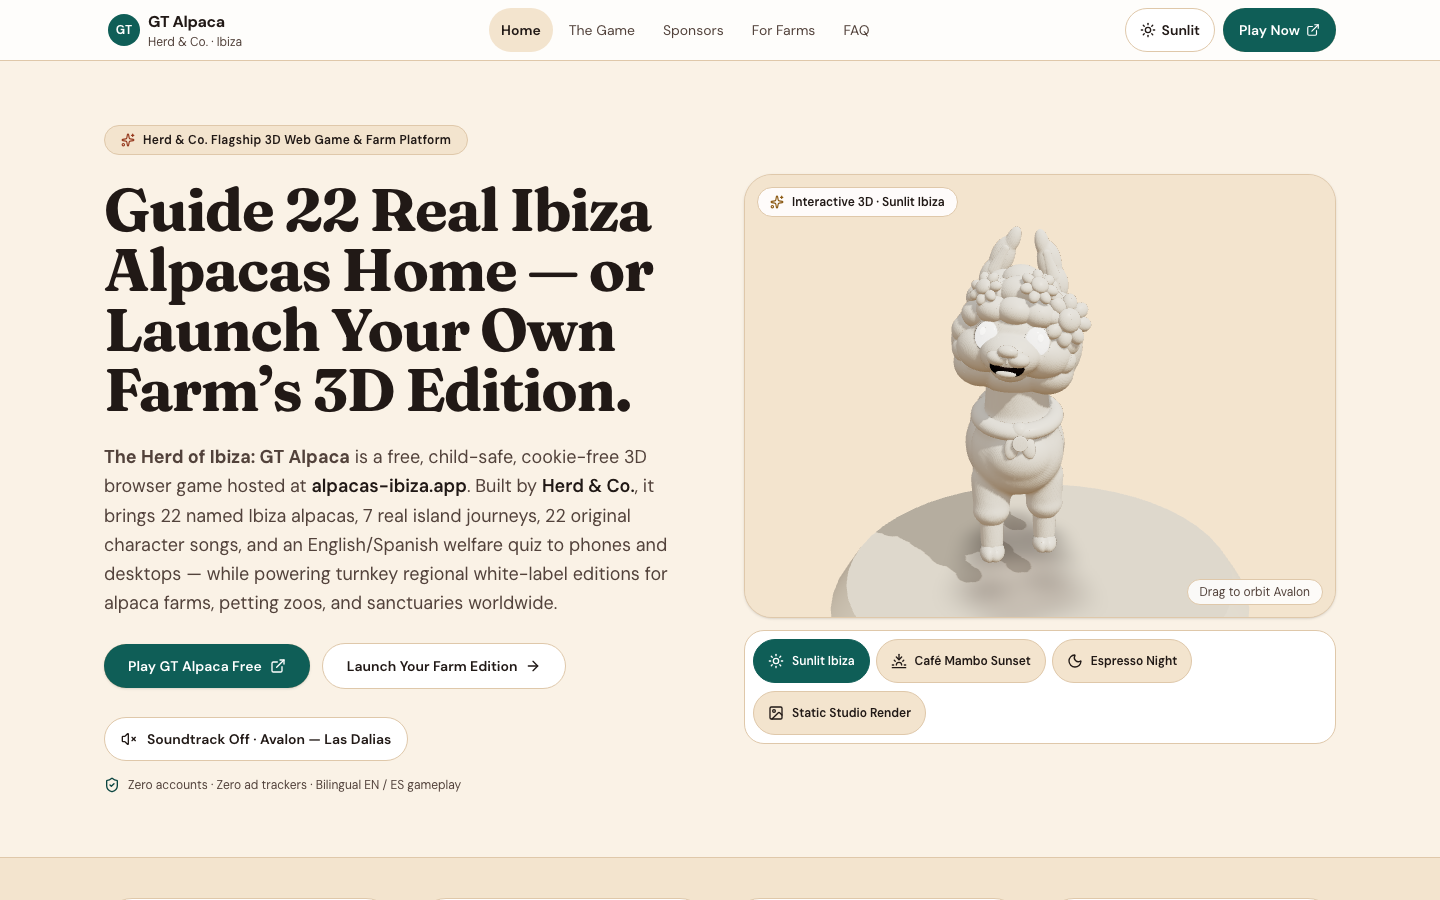 GT
GT Alpaca
Herd & Co. · Ibiza
Home
The Game
Sponsors
For Farms
FAQ
Sunlit
Play Now
Herd & Co. Flagship 3D Web Game & Farm Platform
Guide 22 Real Ibiza
Alpacas Home — or
Launch Your Own
Farm’s 3D Edition.
The Herd of Ibiza: GT Alpaca is a free, child-safe, cookie-free 3D
browser game hosted at alpacas-ibiza.app. Built by Herd & Co., it
brings 22 named Ibiza alpacas, 7 real island journeys, 22 original
character songs, and an English/Spanish welfare quiz to phones and
desktops — while powering turnkey regional white-label editions for
alpaca farms, petting zoos, and sanctuaries worldwide.
Play GT Alpaca Free
Launch Your Farm Edition
Soundtrack Off · Avalon — Las Dalias
Zero accounts · Zero ad trackers · Bilingual EN / ES gameplay
Interactive 3D · Sunlit Ibiza
Drag to orbit Avalon
Sunlit Ibiza
Café Mambo Sunset
Espresso Night
Static Studio Render